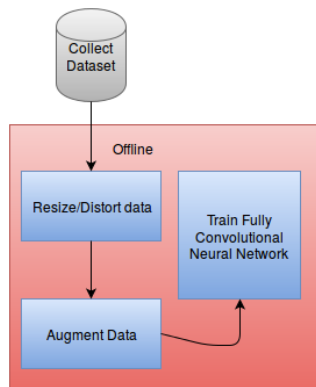 Collect
Dataset
Offline
Resize/Distort data
Train Fully
Convolutional
Neural Network
Augment Data